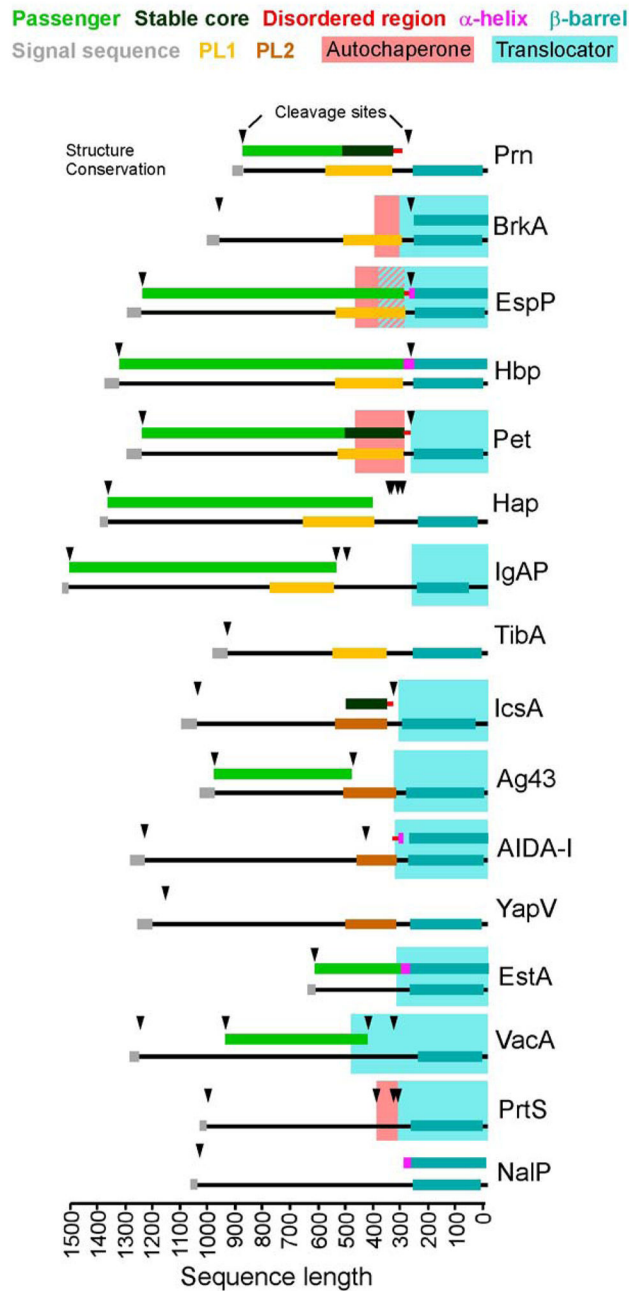 Passenger Stable core Disordered region α-helix β-barrel
Signal sequence PL1 PL2 Autochaperone Translocator
Cleavage sites
Structure
Conservation
Prn
BrkA
EspP
Hbp
Pet
Hap
IgAP
TibA
IcsA
Ag43
AIDA-I
YapV
EstA
VacA
PrtS
NalP
1500 1400 1300 1200 1100 1000 900 800 700 600 500 400 300 200 100 0
Sequence length